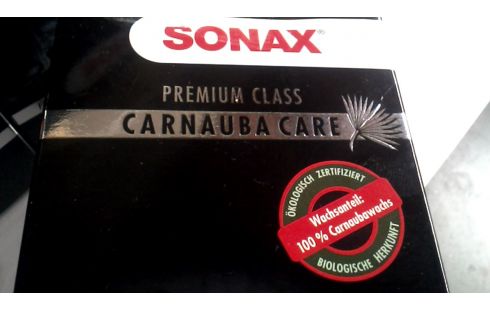 SONAX®
PREMIUM CLASS
CARNAUBA CARE
ÖKOLOGISCH ZERTIFIZIERT
Wachsanteil:
100 % Carnaubawachs
BIOLOGISCHE HERKUNFT